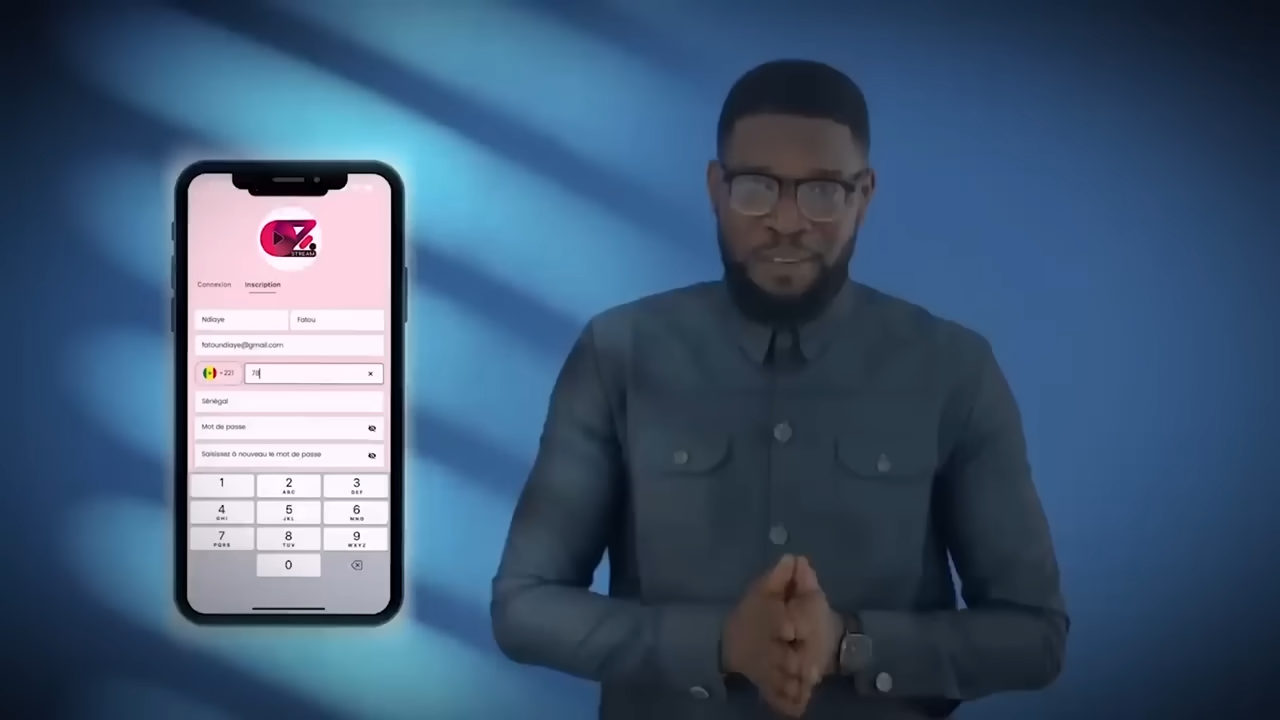 STREAM
Connexion Inscription
Ndiaye Fatou
fatoundiaye@gmail.com
+221 78
Sénégal
Mot de passe
Saisissez à nouveau le mot de passe
1 2 3
ABC DEF
4 5 6
GHI JKL MNO
7 8 9
PQRS TUV WXYZ
0